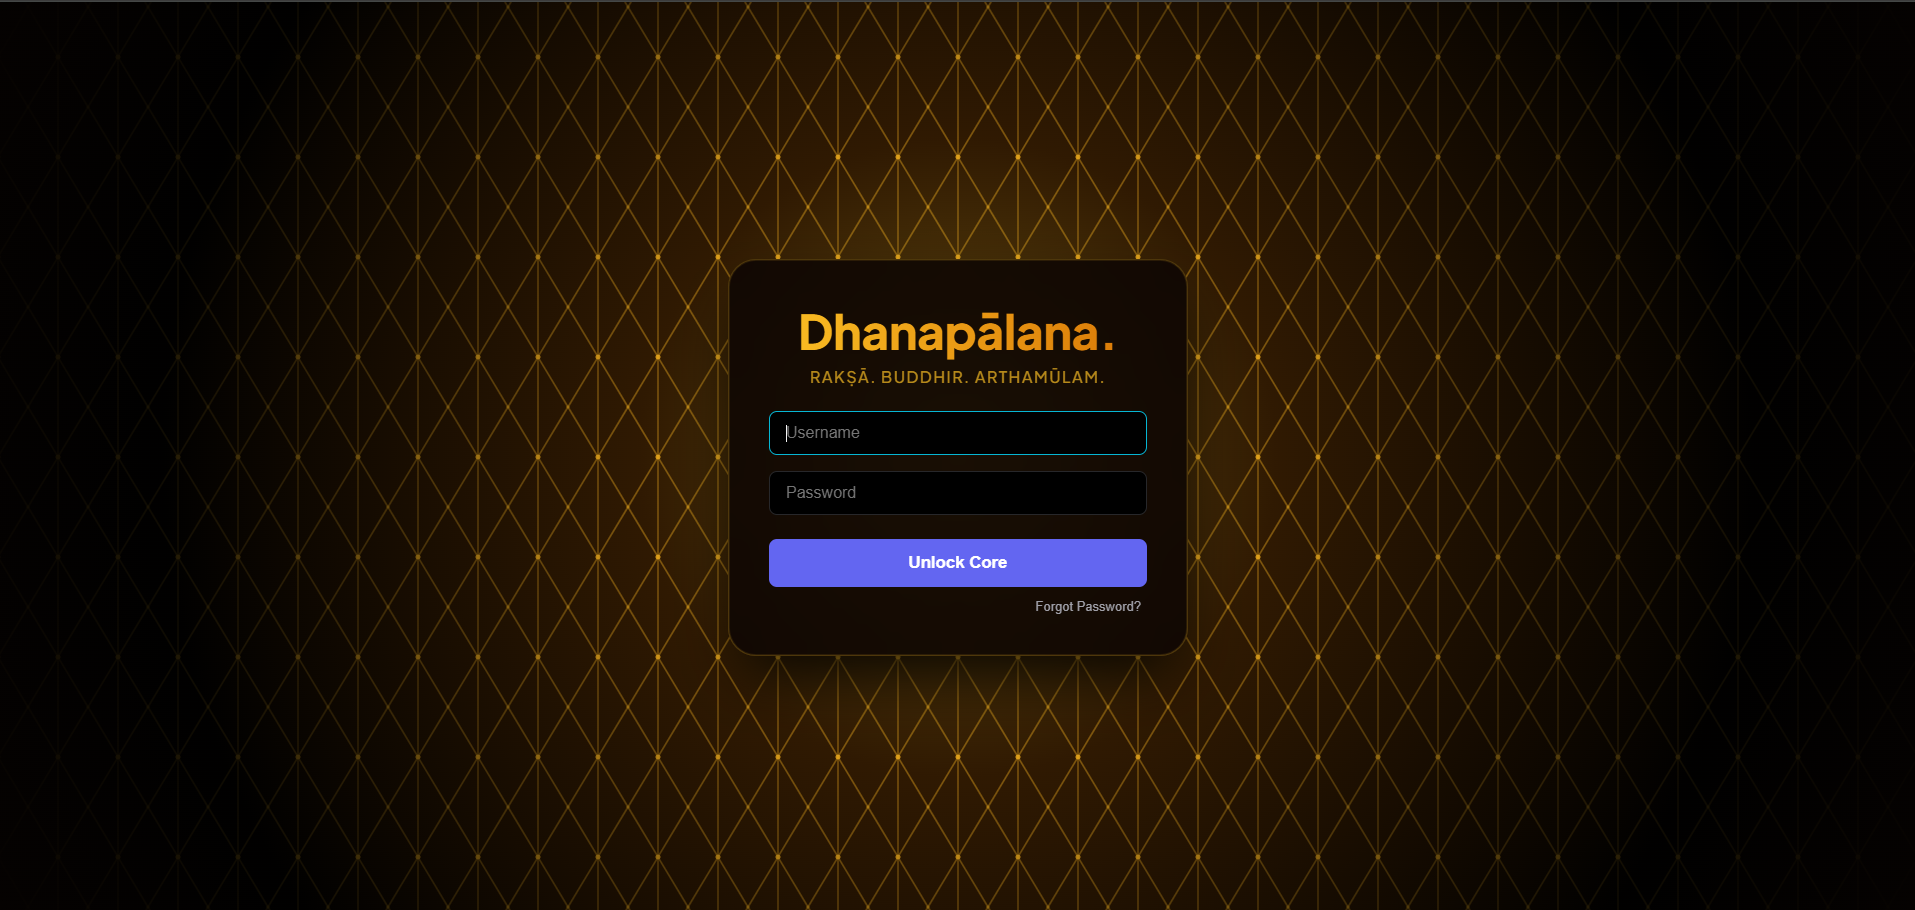 Dhanapālana.
RAKṢĀ. BUDDHIR. ARTHAMŪLAM.
Username
Password
Unlock Core
Forgot Password?